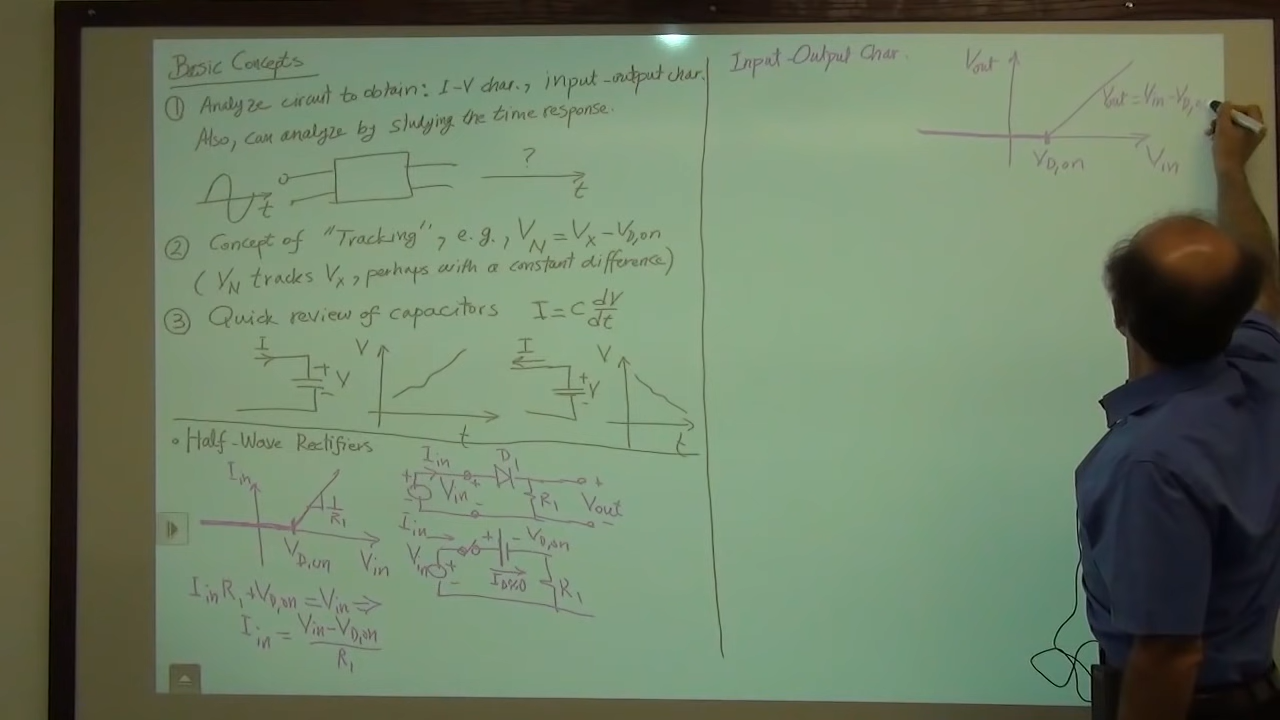 Basic Concepts
① Analyze circuit to obtain: I-V char., input-output char.
Also, can analyze by studying the time response.
t
?
t
② Concept of "Tracking", e.g., V_N = V_X - V_D,on
( V_N tracks V_X, perhaps with a constant difference)
③ Quick review of capacitors I = C dV/dt
I + - V
V t
I + - V
V t
• Half-Wave Rectifiers
I_in 1/R_1 V_D,on V_in
I_in D_1 + - V_in + - R_1 + V_out -
I_in + - V_D,on V_in + - I_D≥0 R_1
I_in R_1 + V_D,on = V_in ⇒
I_in = V_in - V_D,on / R_1
Input-Output Char.
V_out
V_out = V_in - V_D,
V_D,on V_in